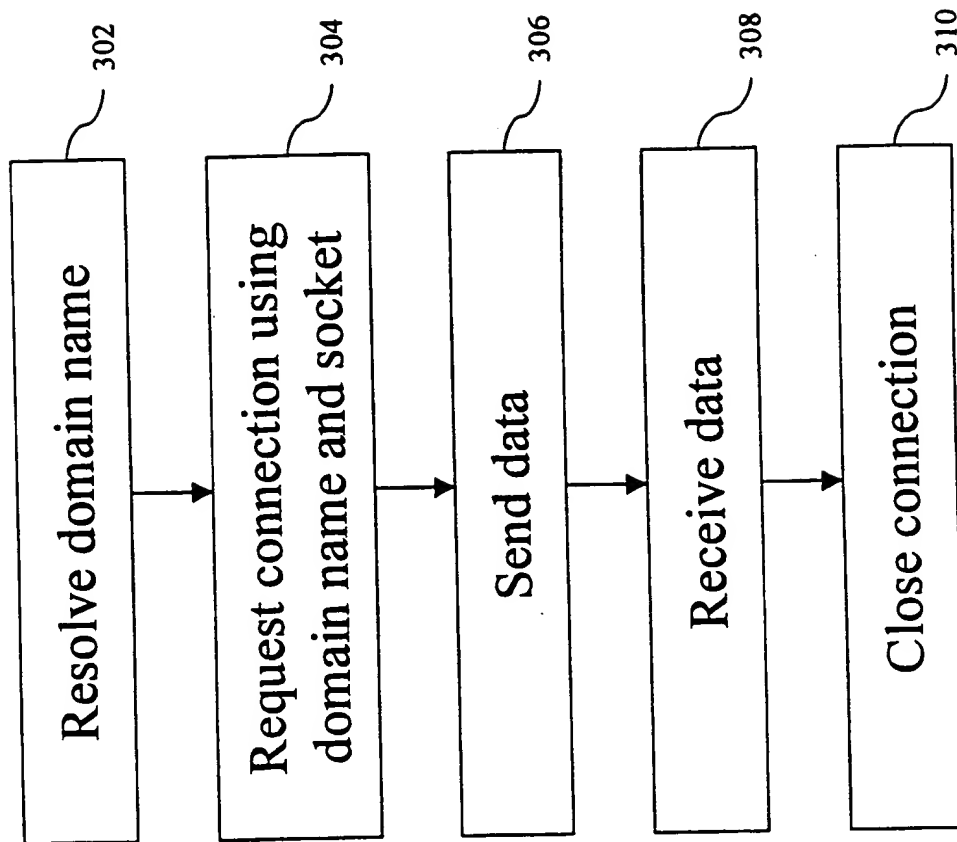 Resolve domain name
302
Request connection using
domain name and socket
304
Send data
306
Receive data
308
Close connection
310